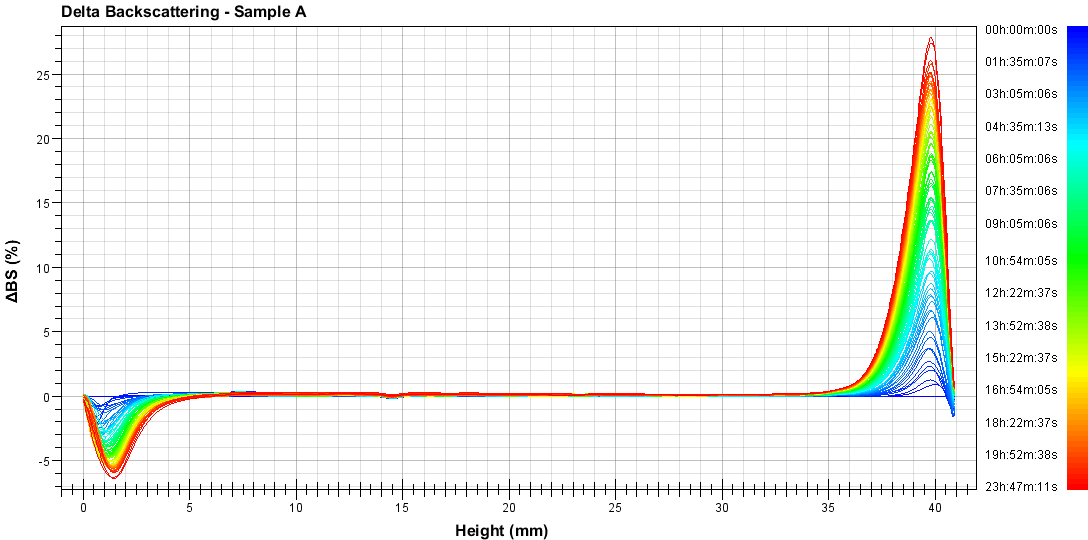 Delta Backscattering - Sample A
ΔBS (%)
25
20
15
10
5
0
-5
0
5
10
15
20
25
30
35
40
Height (mm)
00h:00m:00s
01h:35m:07s
03h:05m:06s
04h:35m:13s
06h:05m:06s
07h:35m:06s
09h:05m:06s
10h:54m:05s
12h:22m:37s
13h:52m:38s
15h:22m:37s
16h:54m:05s
18h:22m:37s
19h:52m:38s
23h:47m:11s